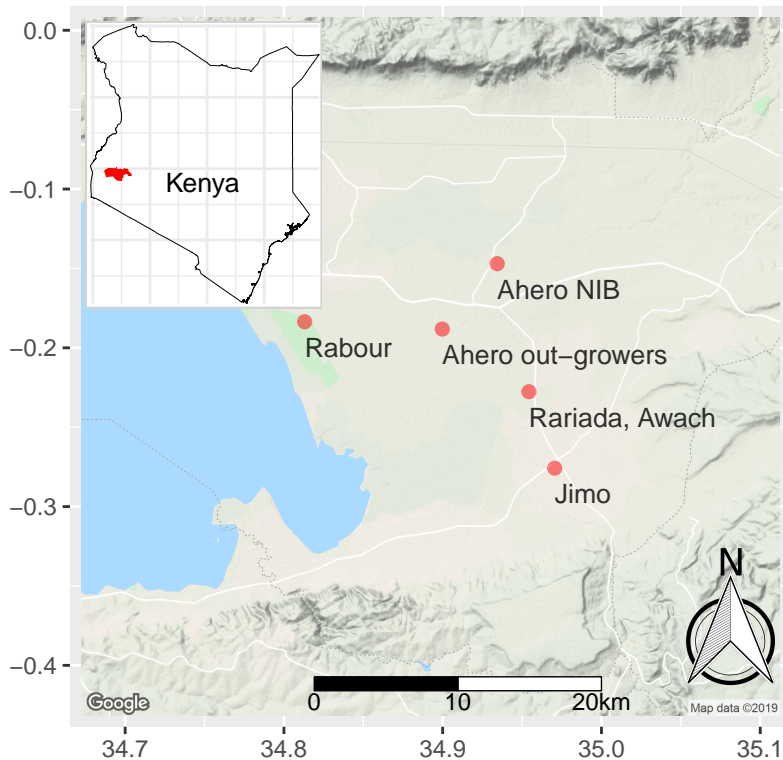 0.0
−0.1
−0.2
−0.3
−0.4
Kenya
Ahero NIB
Rabour
Ahero out−growers
Rariada, Awach
Jimo
N
0
10
20km
Google
Map data ©2019
34.7
34.8
34.9
35.0
35.1